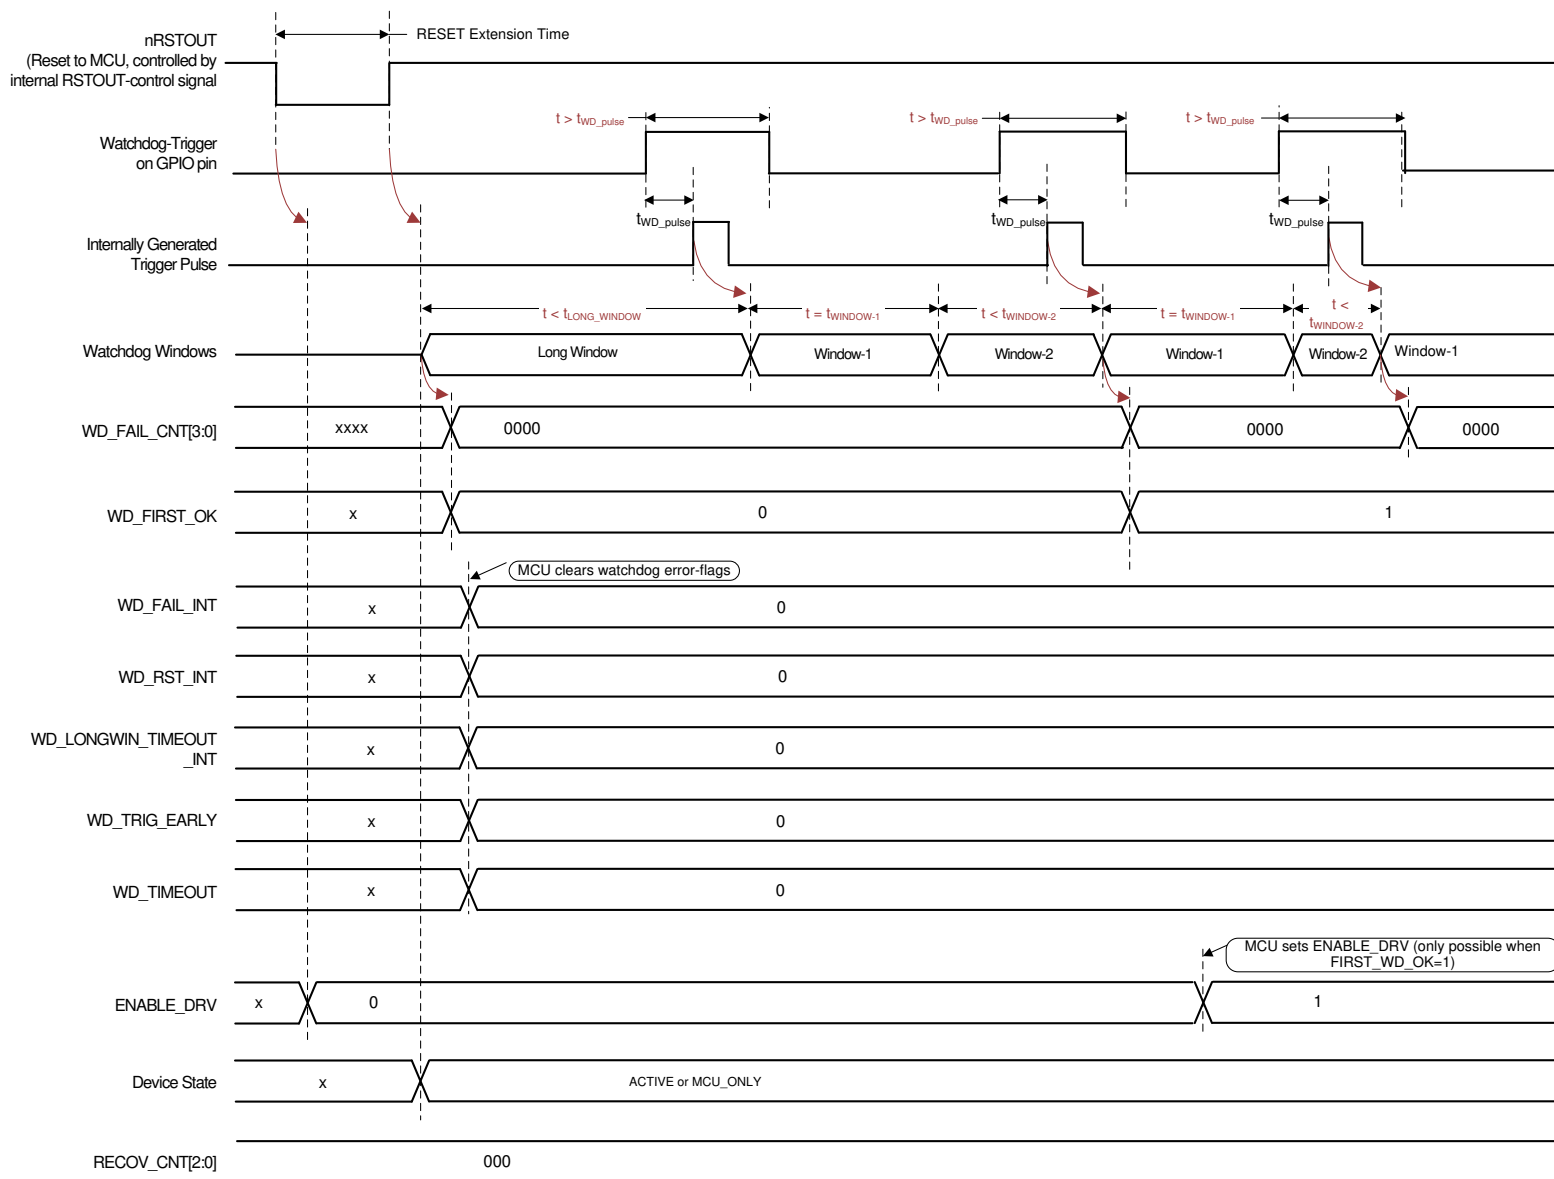 nRSTOUT
(Reset to MCU, controlled by
internal RSTOUT-control signal
RESET Extension Time
t > tWD_pulse
t > tWD_pulse
t > tWD_pulse
Watchdog-Trigger
on GPIO pin
tWD_pulse
tWD_pulse
tWD_pulse
Internally Generated
Trigger Pulse
t < tLONG_WINDOW
t = tWINDOW-1
t < tWINDOW-2
t = tWINDOW-1
t <
tWINDOW-2
Watchdog Windows
Long Window
Window-1
Window-2
Window-1
Window-2
Window-1
WD_FAIL_CNT[3:0]
xxxx
0000
0000
0000
WD_FIRST_OK
x
0
1
MCU clears watchdog error-flags
WD_FAIL_INT
x
0
WD_RST_INT
x
0
WD_LONGWIN_TIMEOUT
_INT
x
0
WD_TRIG_EARLY
x
0
WD_TIMEOUT
x
0
MCU sets ENABLE_DRV (only possible when
FIRST_WD_OK=1)
ENABLE_DRV
x
0
1
Device State
x
ACTIVE or MCU_ONLY
RECOV_CNT[2:0]
000